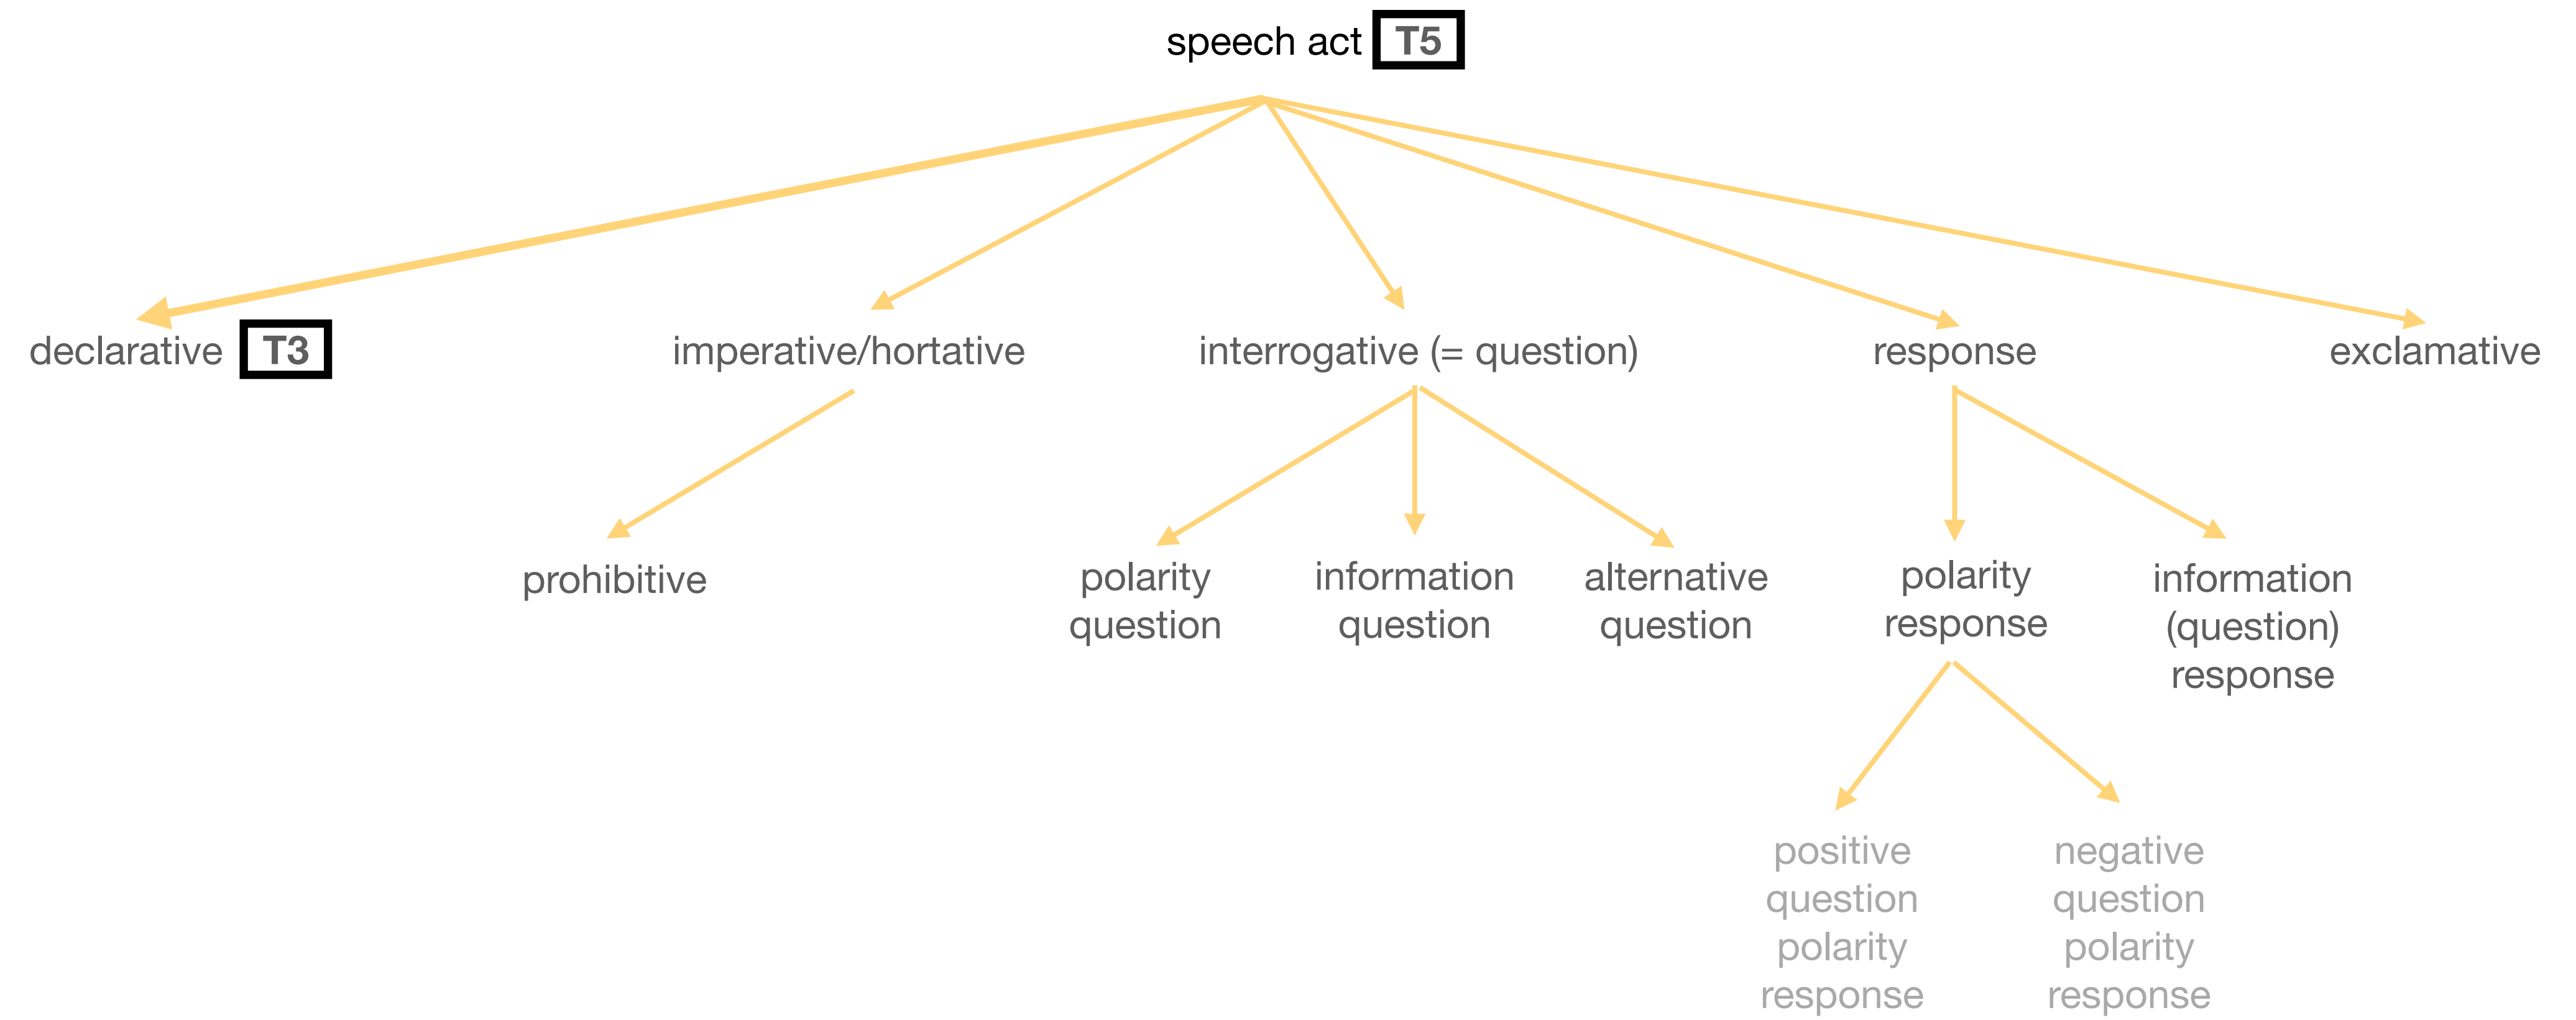 speech act T5
declarative T3
imperative/hortative
interrogative (= question)
response
exclamative
prohibitive
polarity
question
information
question
alternative
question
polarity
response
information
(question)
response
positive
question
polarity
response
negative
question
polarity
response